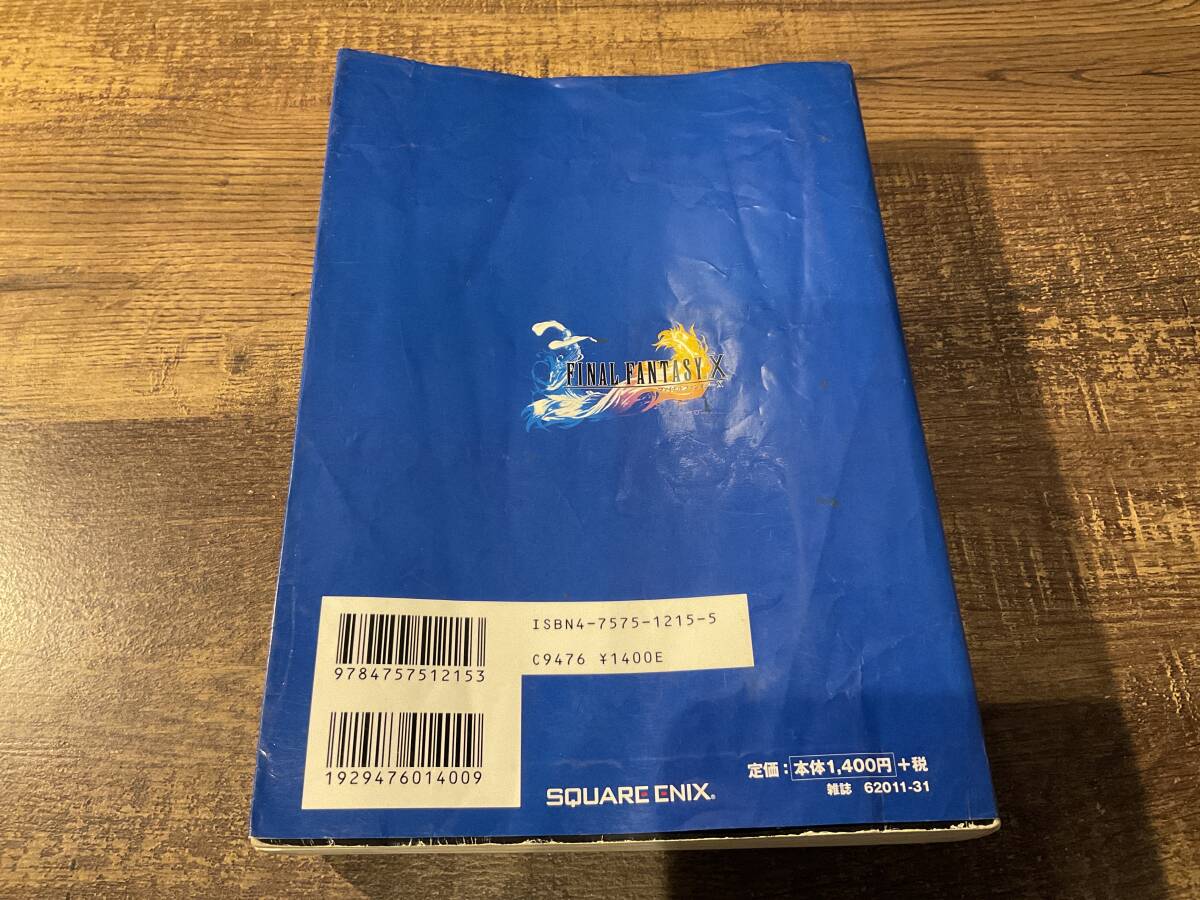 FINAL FANTASY X
ISBN4-7575-1215-5
C9476 ¥1400E
9784757512153
1929476014009
定価:本体1,400円+税
雑誌 62011-31
SQUARE ENIX®